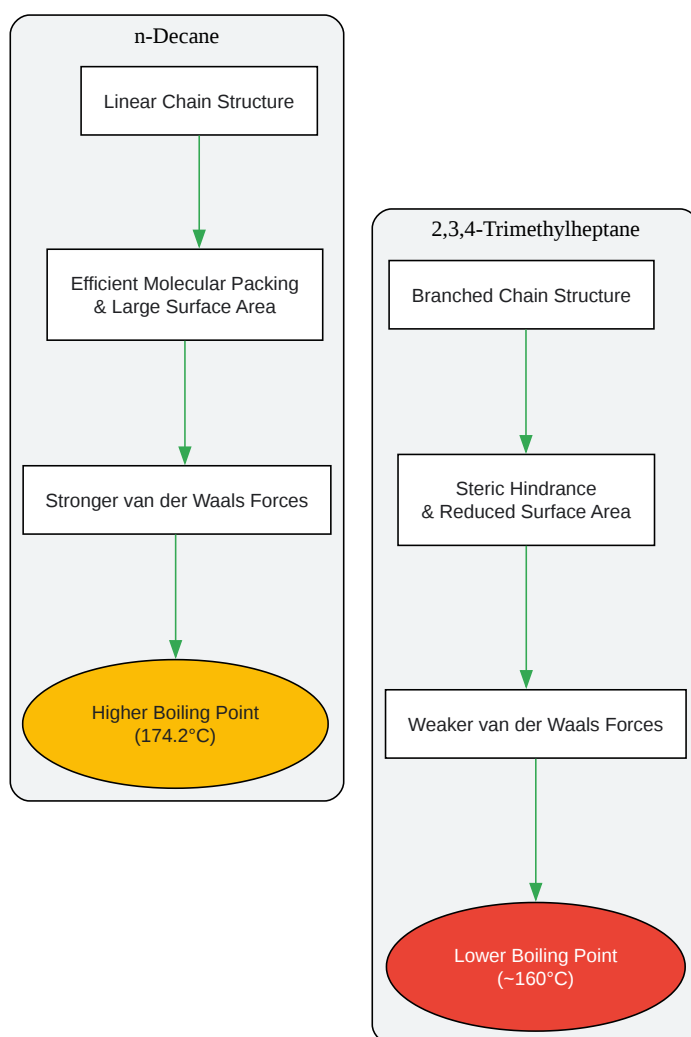 n-Decane
Linear Chain Structure
Efficient Molecular Packing
& Large Surface Area
Stronger van der Waals Forces
Higher Boiling Point
(174.2°C)
2,3,4-Trimethylheptane
Branched Chain Structure
Steric Hindrance
& Reduced Surface Area
Weaker van der Waals Forces
Lower Boiling Point
(~160°C)